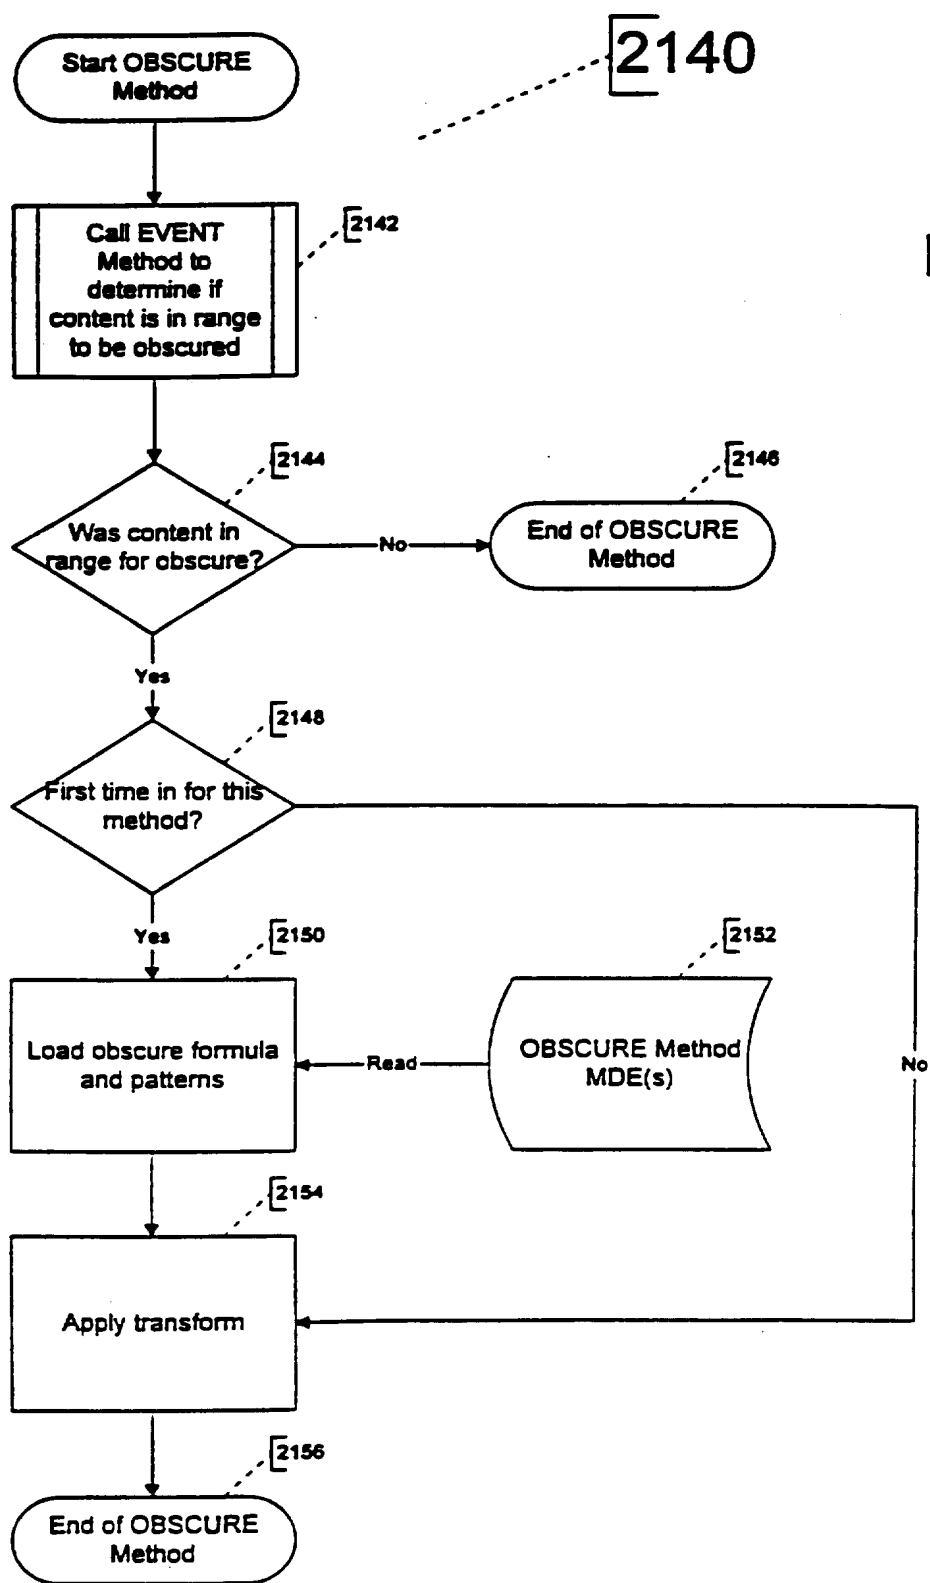 2140
Start OBSCURE
Method
2142
Call EVENT
Method to
determine if
content is in range
to be obscured
2144
Was content in
range for obscure?
No
2146
End of OBSCURE
Method
Yes
2148
First time in for this
method?
No
Yes
2150
Load obscure formula
and patterns
Read
2152
OBSCURE Method
MDE(s)
2154
Apply transform
2156
End of OBSCURE
Method